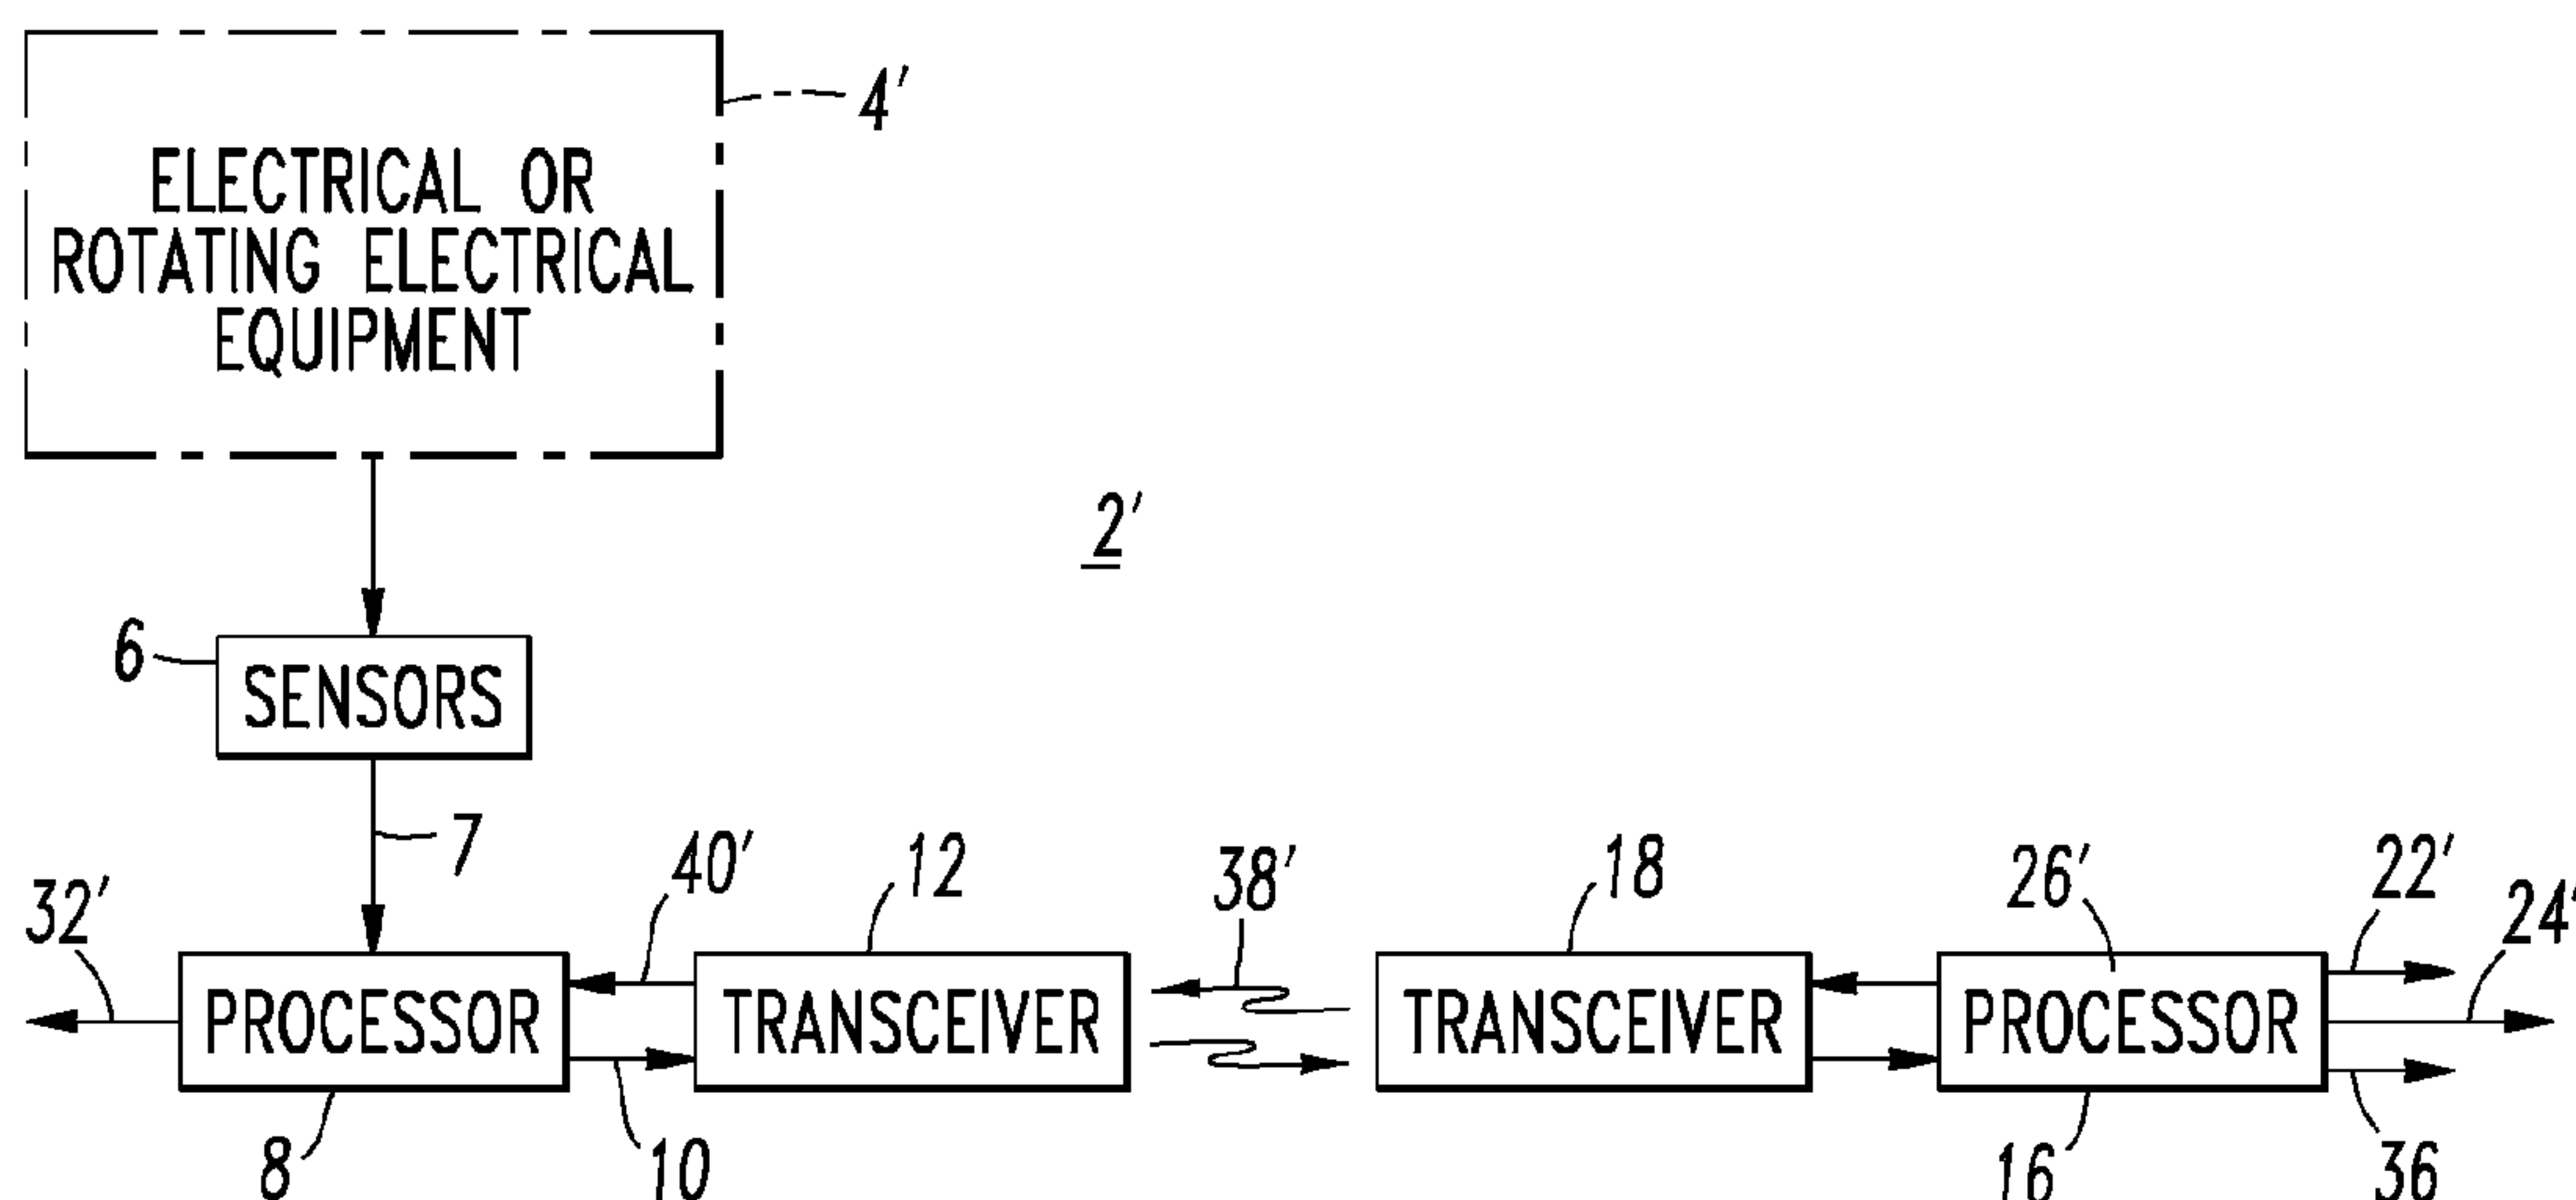 4'
ELECTRICAL OR
ROTATING ELECTRICAL
EQUIPMENT
2'
6
SENSORS
7
32'
40'
12
38'
18
26'
22'
24'
PROCESSOR
TRANSCEIVER
TRANSCEIVER
PROCESSOR
8
10
16
36